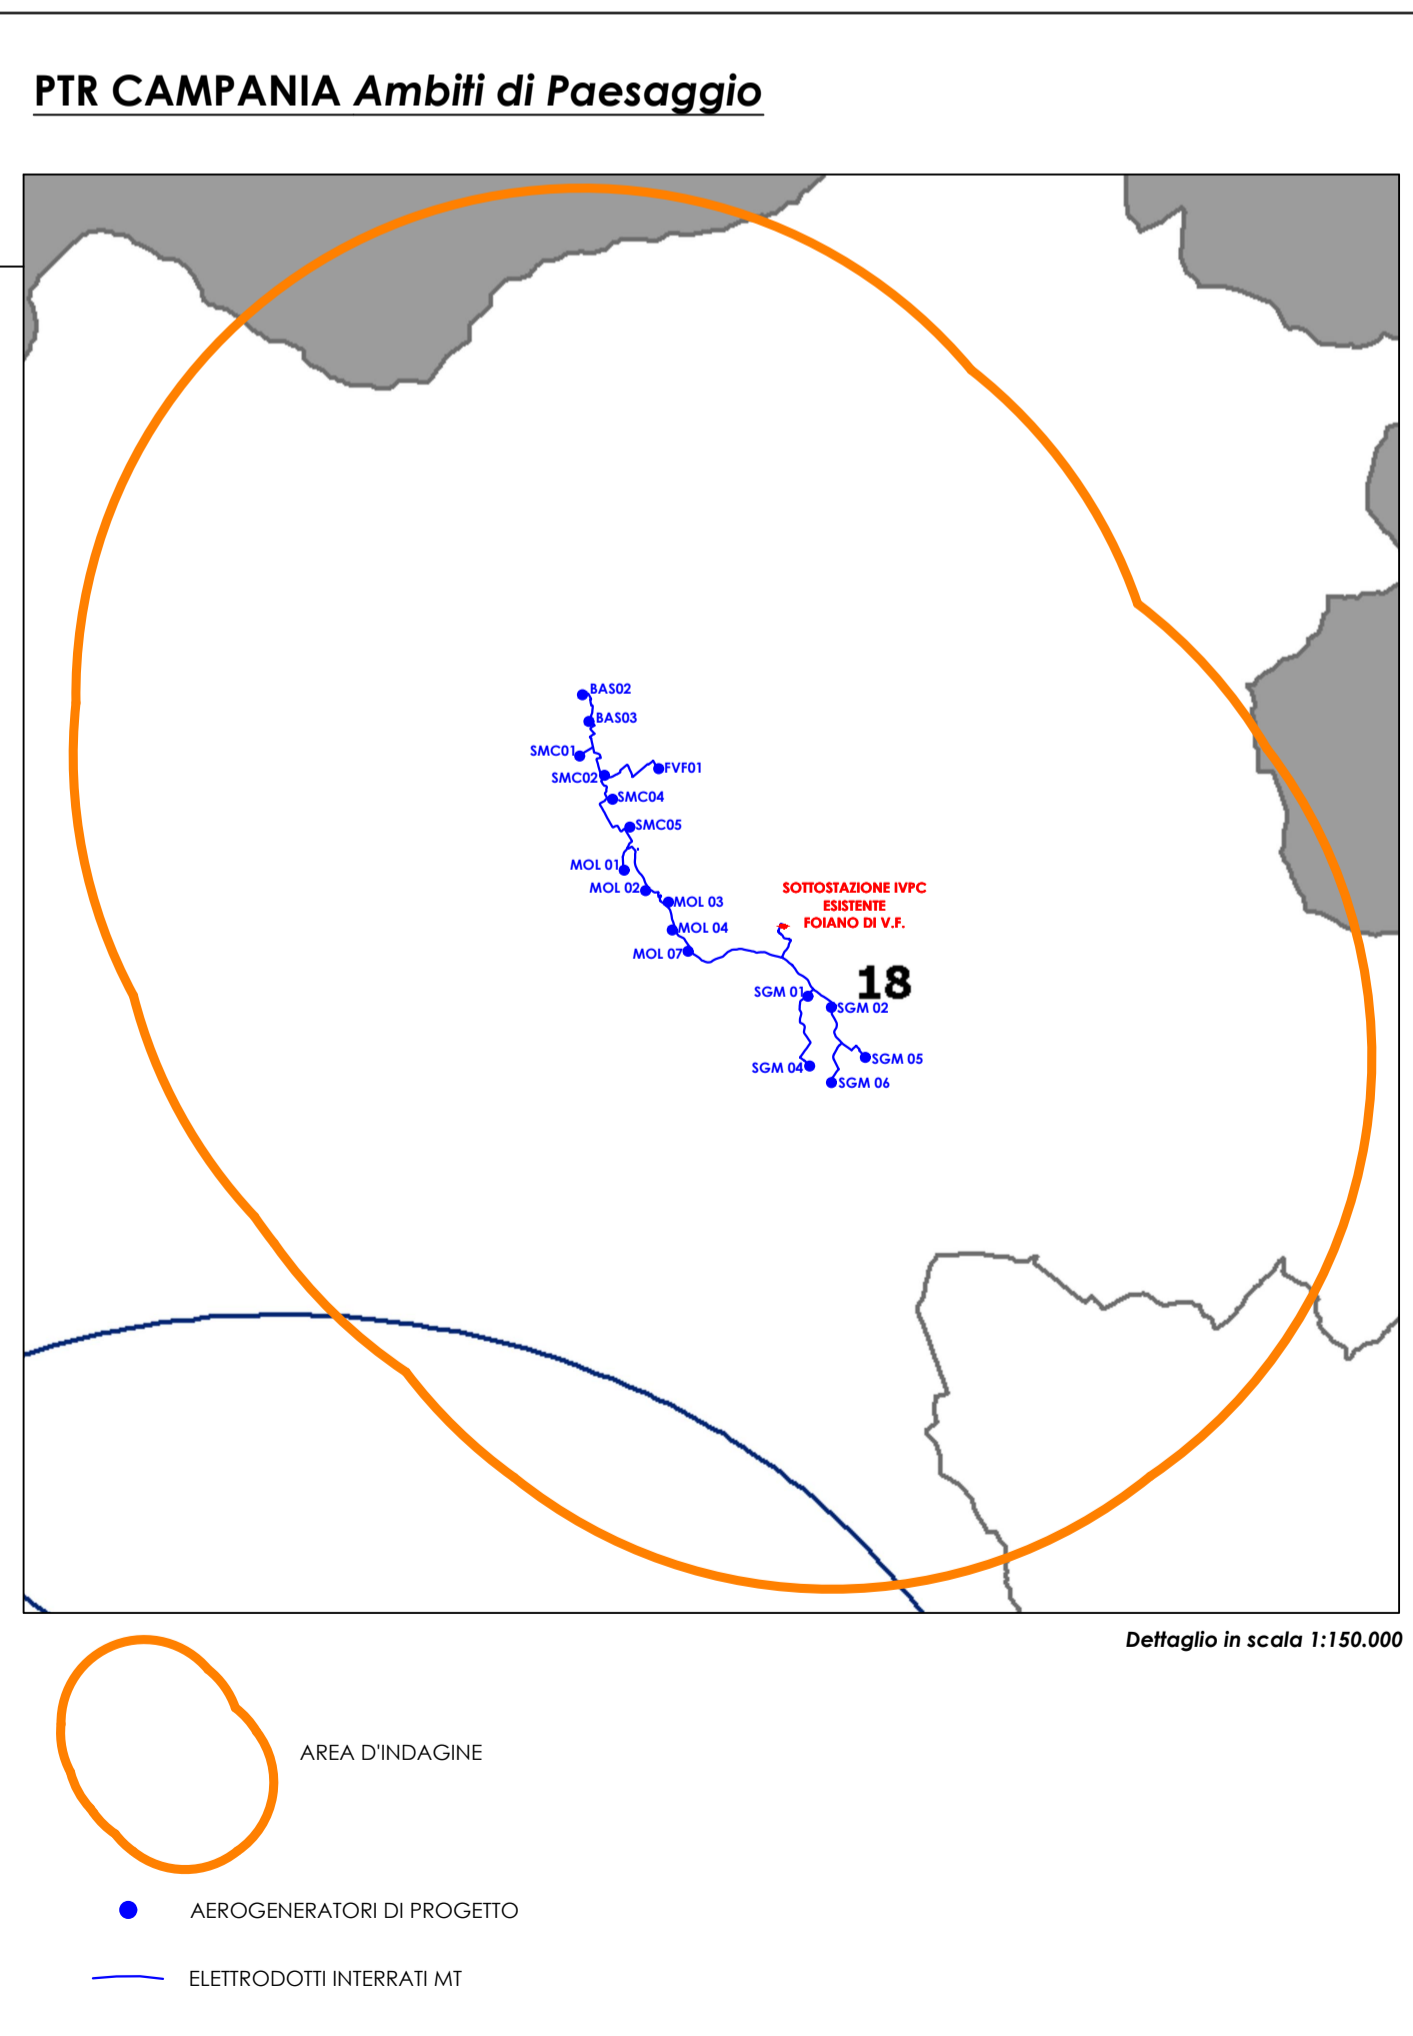 PTR CAMPANIA Ambiti di Paesaggio
BAS02
BAS03
SMC01
FVF01
SMC02
SMC04
SMC05
MOL 01
MOL 02
MOL 03
MOL 04
MOL 07
SOTTOSTAZIONE IVPC
ESISTENTE
FOIANO DI V.F.
18
SGM 01
SGM 02
SGM 05
SGM 04
SGM 06
Dettaglio in scala 1:150.000
AREA D'INDAGINE
AEROGENERATORI DI PROGETTO
ELETTRODOTTI INTERRATI MT